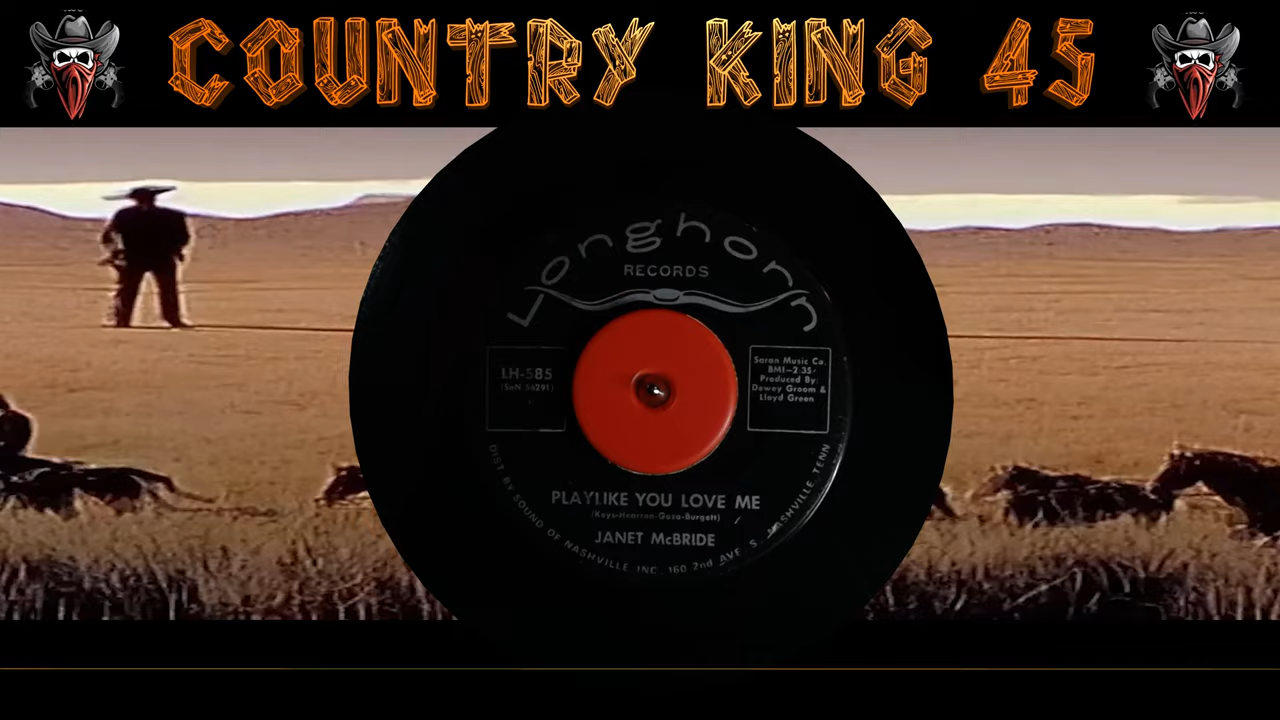 COUNTRY KING 45
Longhorn
RECORDS
LH-585
(SoN 56291)
Saran Music Co.
BMI-2:35
Produced By:
Dewey Groom &
Lloyd Green
PLAYLIKE YOU LOVE ME
(Keys-Hearron-Gaza-Burgett)
JANET McBRIDE
DIST BY SOUND OF NASHVILLE, INC., 160 2nd AVE. S., NASHVILLE, TENN